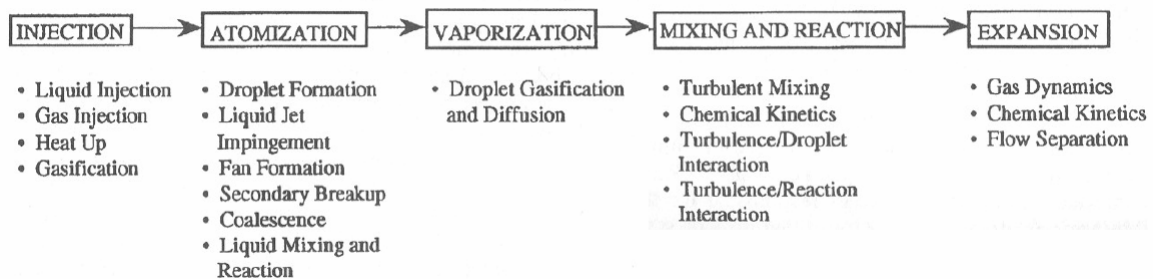 INJECTION
ATOMIZATION
VAPORIZATION
MIXING AND REACTION
EXPANSION
• Liquid Injection
• Gas Injection
• Heat Up
• Gasification
• Droplet Formation
• Liquid Jet
Impingement
• Fan Formation
• Secondary Breakup
• Coalescence
• Liquid Mixing and
Reaction
• Droplet Gasification
and Diffusion
• Turbulent Mixing
• Chemical Kinetics
• Turbulence/Droplet
Interaction
• Turbulence/Reaction
Interaction
• Gas Dynamics
• Chemical Kinetics
• Flow Separation